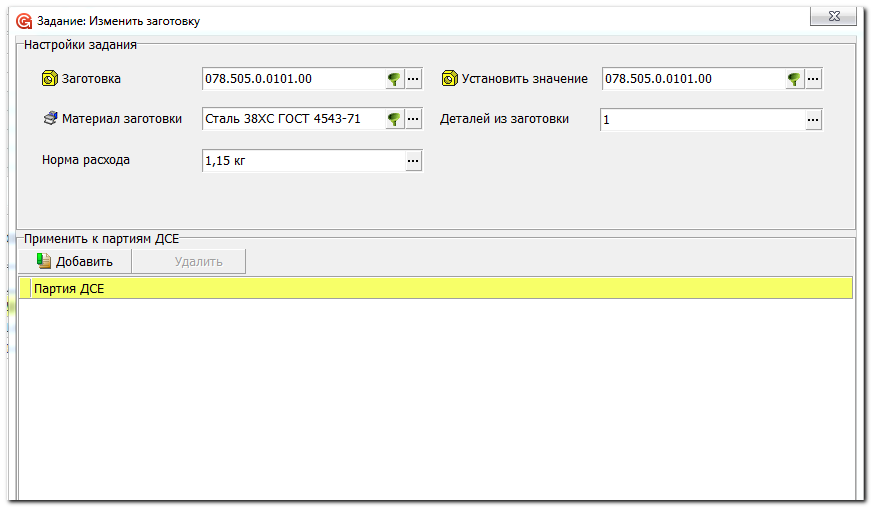 Задание: Изменить заготовку
Настройки задания
Заготовка 078.505.0.0101.00 ... Установить значение 078.505.0.0101.00 ...
Материал заготовки Сталь 38ХС ГОСТ 4543-71 ... Деталей из заготовки 1 ...
Норма расхода 1,15 кг ...
Применить к партиям ДСЕ
Добавить Удалить
Партия ДСЕ